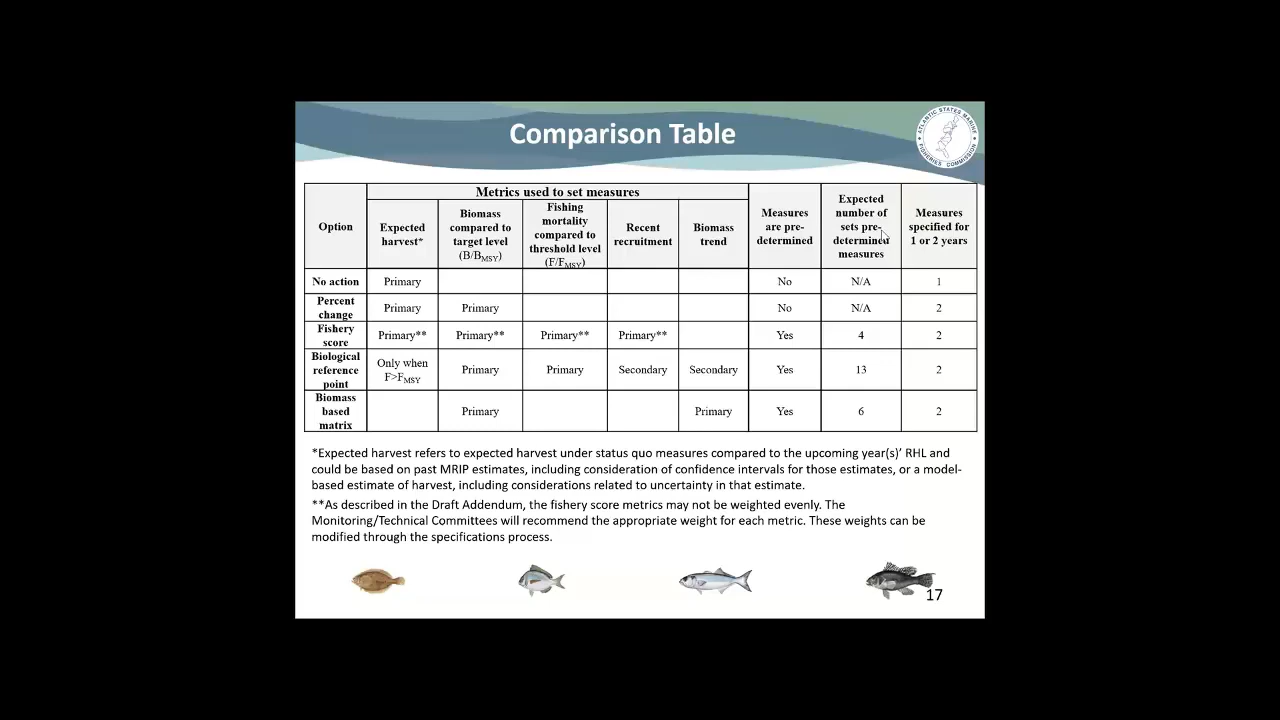 Comparison Table
ATLANTIC STATES MARINE
FISHERIES COMMISSION
Option
Metrics used to set measures
Expected
harvest*
Biomass
compared to
target level
(B/BMSY)
Fishing
mortality
compared to
threshold level
(F/FMSY)
Recent
recruitment
Biomass
trend
Measures
are pre-
determined
Expected
number of
sets pre-
determined
measures
Measures
specified for
1 or 2 years
No action
Primary
No
N/A
1
Percent
change
Primary
Primary
No
N/A
2
Fishery
score
Primary**
Primary**
Primary**
Primary**
Yes
4
2
Biological
reference
point
Only when
F>FMSY
Primary
Primary
Secondary
Secondary
Yes
13
2
Biomass
based
matrix
Primary
Primary
Yes
6
2
*Expected harvest refers to expected harvest under status quo measures compared to the upcoming year(s)' RHL and
could be based on past MRIP estimates, including consideration of confidence intervals for those estimates, or a model-
based estimate of harvest, including considerations related to uncertainty in that estimate.
**As described in the Draft Addendum, the fishery score metrics may not be weighted evenly. The
Monitoring/Technical Committees will recommend the appropriate weight for each metric. These weights can be
modified through the specifications process.
17